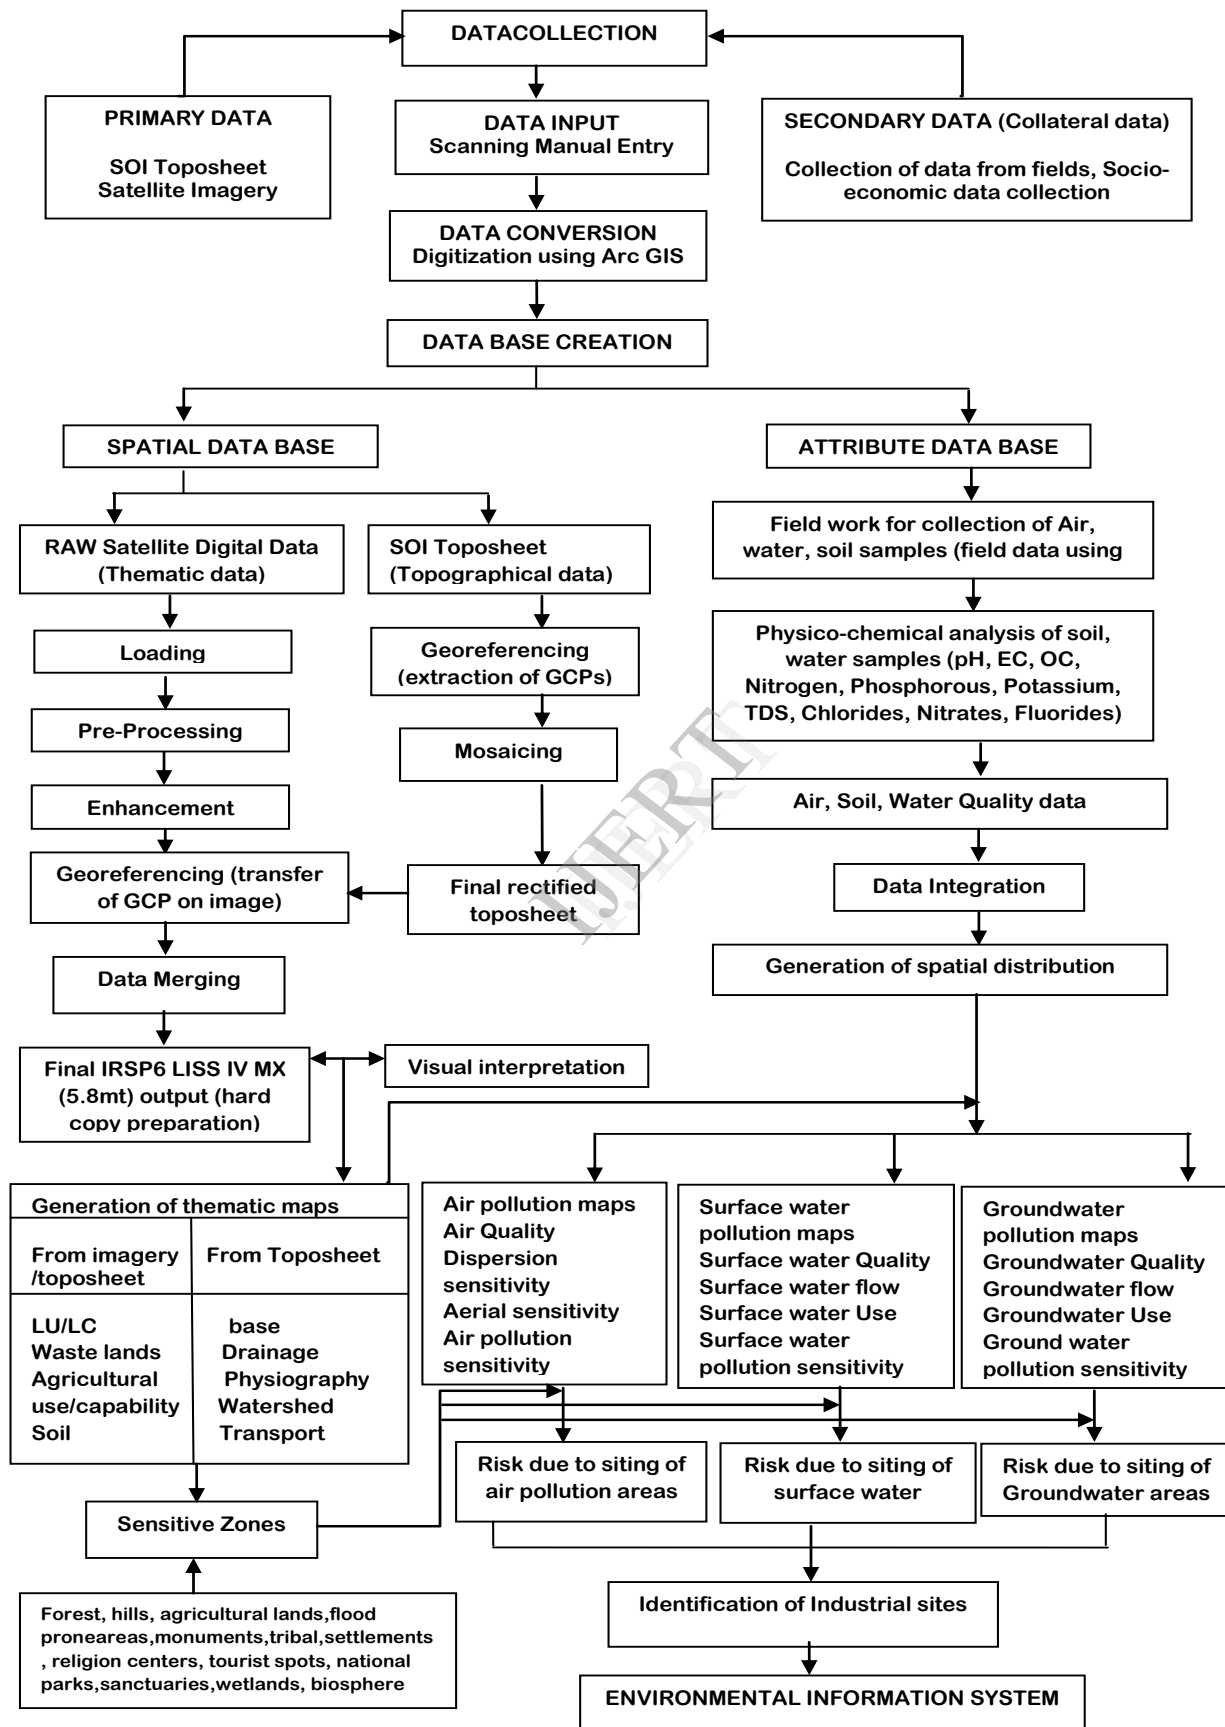 DATACOLLECTION
PRIMARY DATA
SOI Toposheet
Satellite Imagery
DATA INPUT
Scanning Manual Entry
SECONDARY DATA (Collateral data)
Collection of data from fields, Socio-
economic data collection
DATA CONVERSION
Digitization using Arc GIS
DATA BASE CREATION
SPATIAL DATA BASE
ATTRIBUTE DATA BASE
RAW Satellite Digital Data
(Thematic data)
SOI Toposheet
(Topographical data)
Field work for collection of Air,
water, soil samples (field data using
Loading
Georeferencing
(extraction of GCPs)
Physico-chemical analysis of soil,
water samples (pH, EC, OC,
Nitrogen, Phosphorous, Potassium,
TDS, Chlorides, Nitrates, Fluorides)
Pre-Processing
Mosaicing
Enhancement
Air, Soil, Water Quality data
Georeferencing (transfer
of GCP on image)
Final rectified
toposheet
Data Integration
Data Merging
Generation of spatial distribution
Final IRSP6 LISS IV MX
(5.8mt) output (hard
copy preparation)
Visual interpretation
Generation of thematic maps
From imagery
/toposheet
From Toposheet
LU/LC
Waste lands
Agricultural
use/capability
Soil
base
Drainage
Physiography
Watershed
Transport
Air pollution maps
Air Quality
Dispersion
sensitivity
Aerial sensitivity
Air pollution
sensitivity
Surface water
pollution maps
Surface water Quality
Surface water flow
Surface water Use
Surface water
pollution sensitivity
Groundwater
pollution maps
Groundwater Quality
Groundwater flow
Groundwater Use
Ground water
pollution sensitivity
Risk due to siting of
air pollution areas
Risk due to siting of
surface water
Risk due to siting of
Groundwater areas
Sensitive Zones
Forest, hills, agricultural lands,flood
proneareas,monuments,tribal,settlements
, religion centers, tourist spots, national
parks,sanctuaries,wetlands, biosphere
Identification of Industrial sites
ENVIRONMENTAL INFORMATION SYSTEM
IJERT